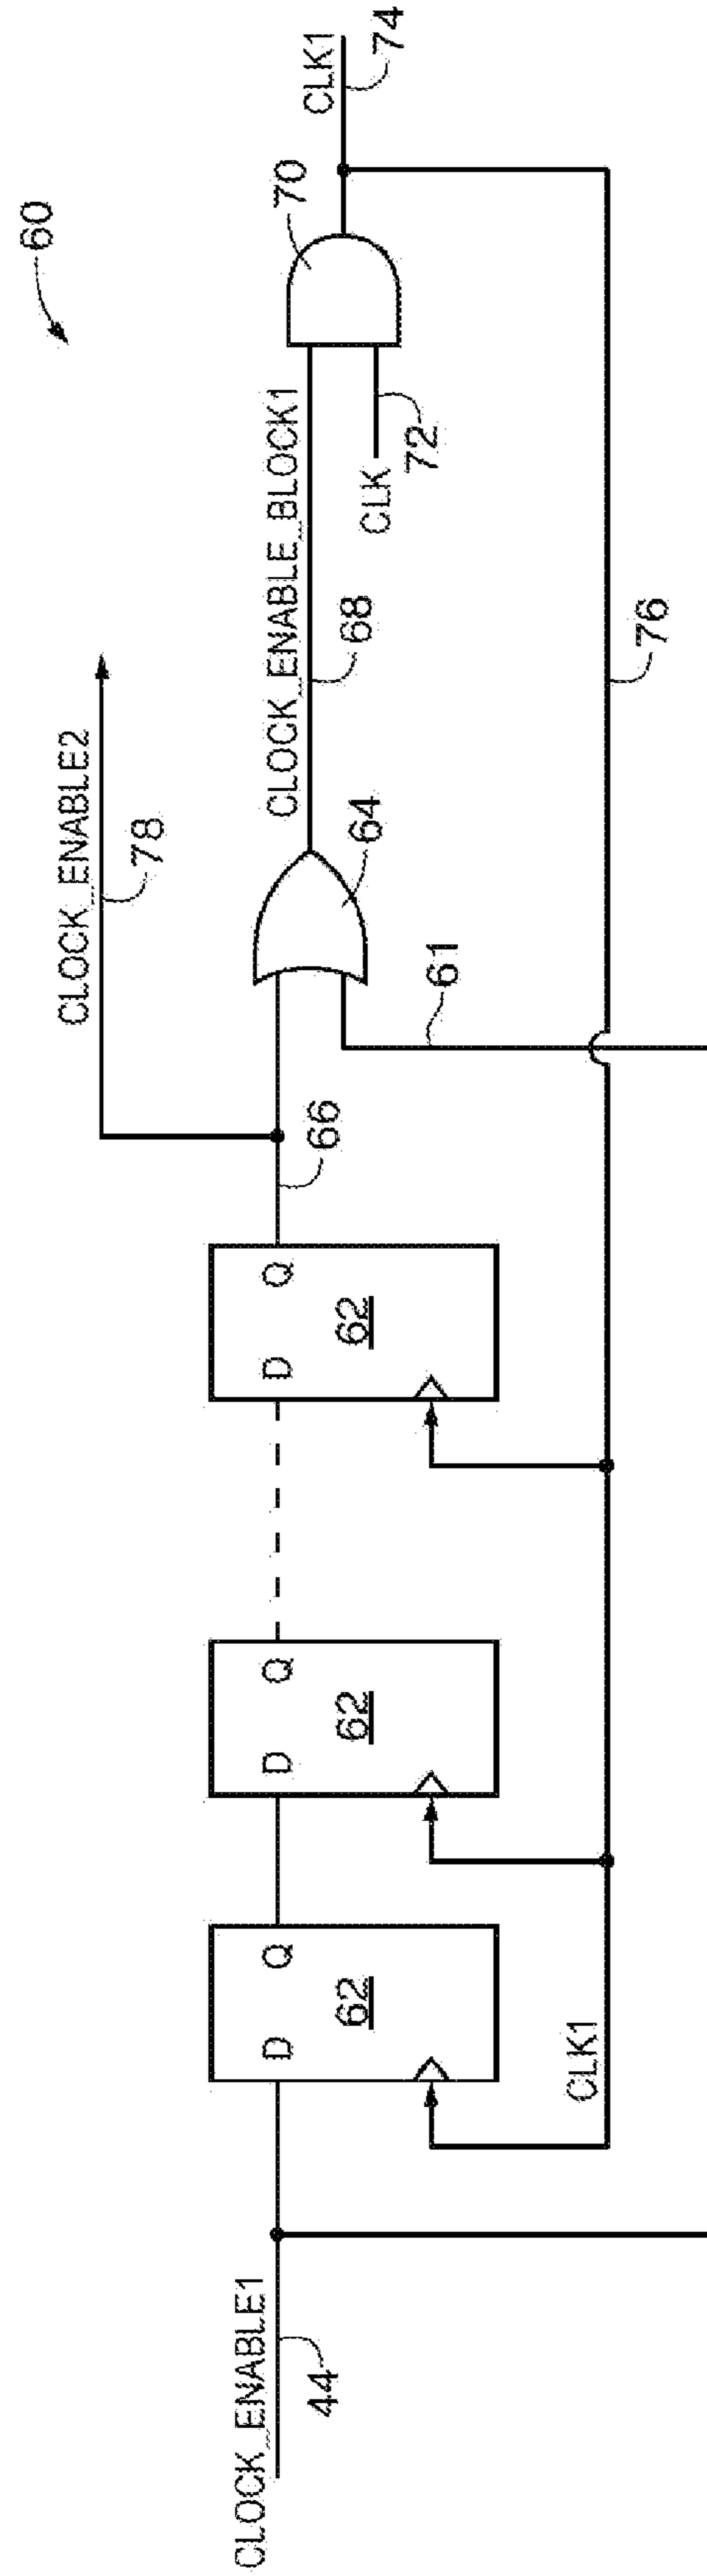 60
CLOCK_ENABLE2
78
CLOCK_ENABLE1
44
D Q
62
D Q
62
D Q
62
66
61
64
CLOCK_ENABLE_BLOCK1
68
CLK
72
70
CLK1
74
CLK1
76